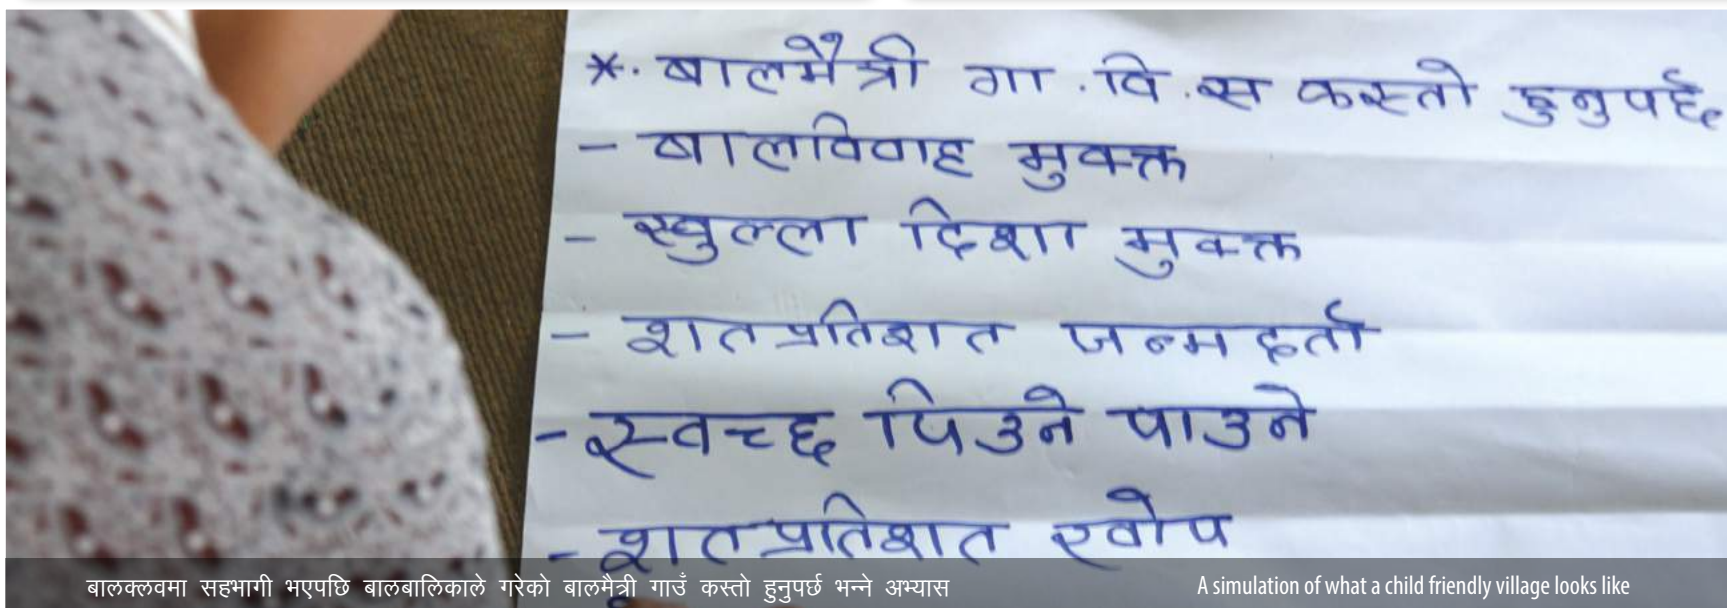 *. बालमैत्री गा.वि.स कस्तो हुनुपर्छ
- बालविवाह मुक्क्त
- खुल्ला दिशा मुक्क्त
- शतप्रतिशत जन्मदर्ता
- स्वच्छ पिउने पाउने
- शतप्रतिशत खोप
बालक्लवमा सहभागी भएपछि बालबालिकाले गरेको बालमैत्री गाउँ कस्तो हुनुपर्छ भन्ने अभ्यास
A simulation of what a child friendly village looks like